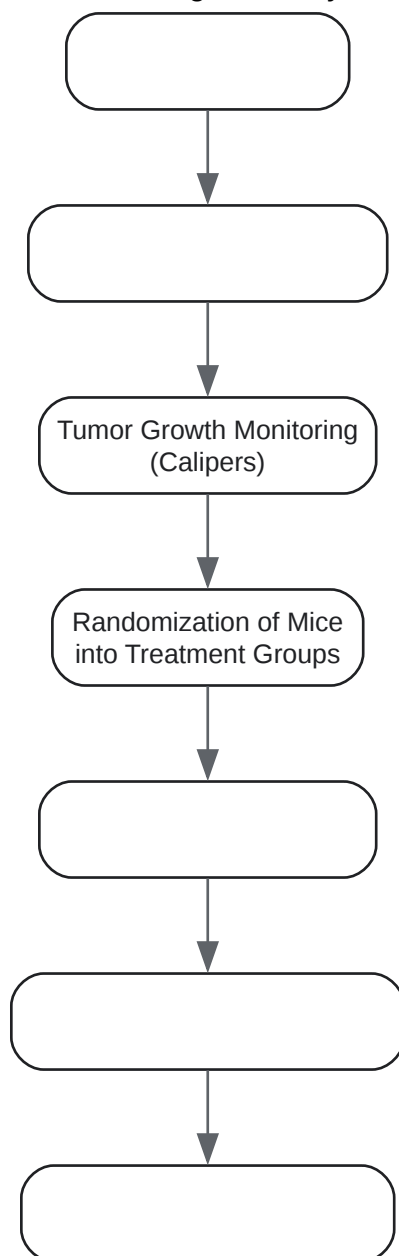 Tumor Growth Monitoring
(Calipers)
Randomization of Mice
into Treatment Groups